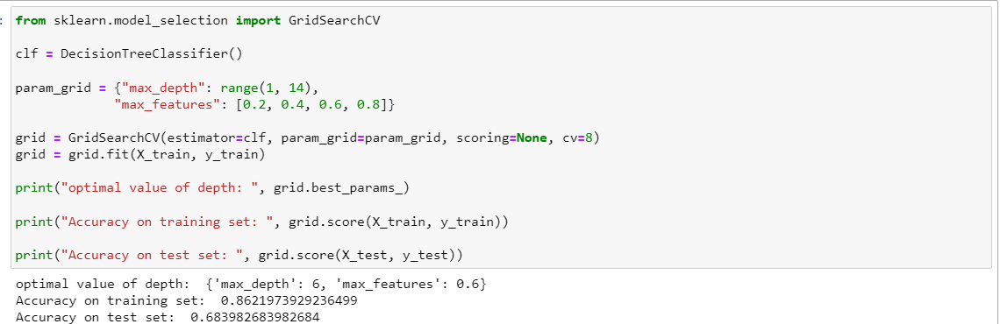 :
from sklearn.model_selection import GridSearchCV
clf = DecisionTreeClassifier()
param_grid = {"max_depth": range(1, 14),
"max_features": [0.2, 0.4, 0.6, 0.8]}
grid = GridSearchCV(estimator=clf, param_grid=param_grid, scoring=None, cv=8)
grid = grid.fit(X_train, y_train)
print("optimal value of depth: ", grid.best_params_)
print("Accuracy on training set: ", grid.score(X_train, y_train))
print("Accuracy on test set: ", grid.score(X_test, y_test))
optimal value of depth:  {'max_depth': 6, 'max_features': 0.6}
Accuracy on training set:  0.8621973929236499
Accuracy on test set:  0.683982683982684